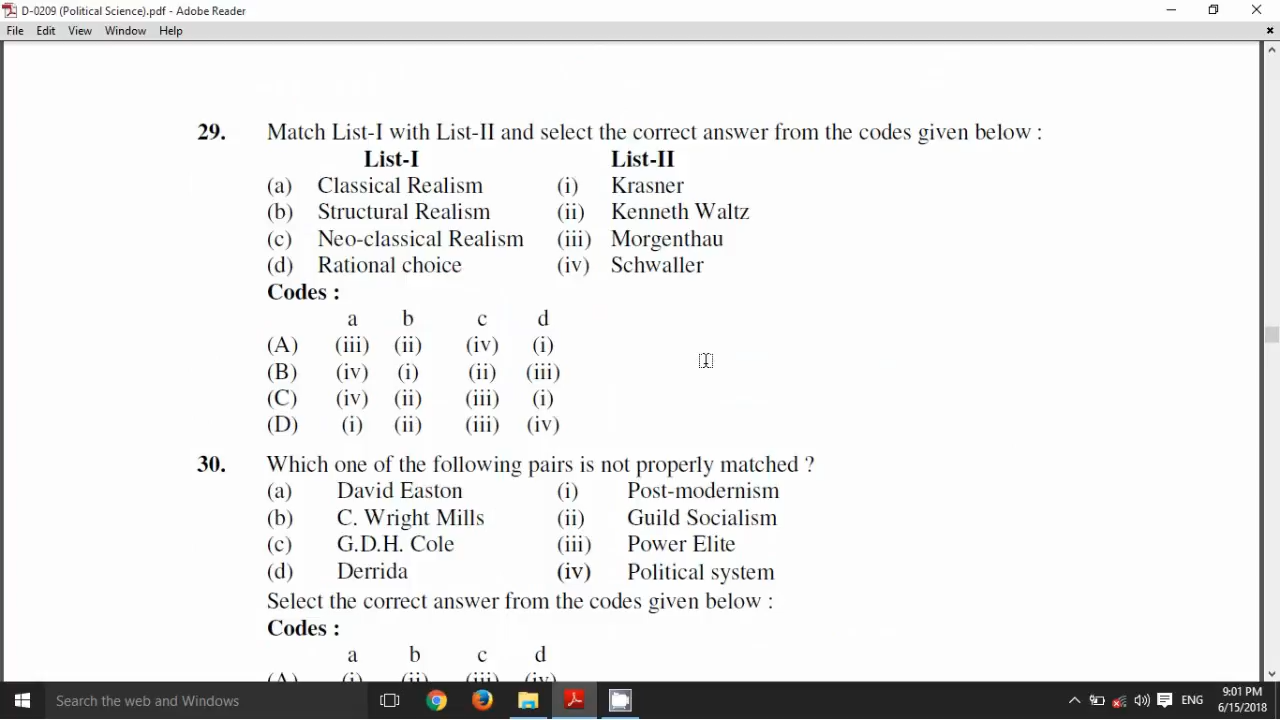 D-0209 (Political Science).pdf - Adobe Reader
File Edit View Window Help
29. Match List-I with List-II and select the correct answer from the codes given below :
List-I List-II
(a) Classical Realism (i) Krasner
(b) Structural Realism (ii) Kenneth Waltz
(c) Neo-classical Realism (iii) Morgenthau
(d) Rational choice (iv) Schwaller
Codes :
a b c d
(A) (iii) (ii) (iv) (i)
(B) (iv) (i) (ii) (iii)
(C) (iv) (ii) (iii) (i)
(D) (i) (ii) (iii) (iv)
30. Which one of the following pairs is not properly matched ?
(a) David Easton (i) Post-modernism
(b) C. Wright Mills (ii) Guild Socialism
(c) G.D.H. Cole (iii) Power Elite
(d) Derrida (iv) Political system
Select the correct answer from the codes given below :
Codes :
a b c d
(A) (i) (ii) (iii) (iv)
Search the web and Windows
ENG
9:01 PM
6/15/2018